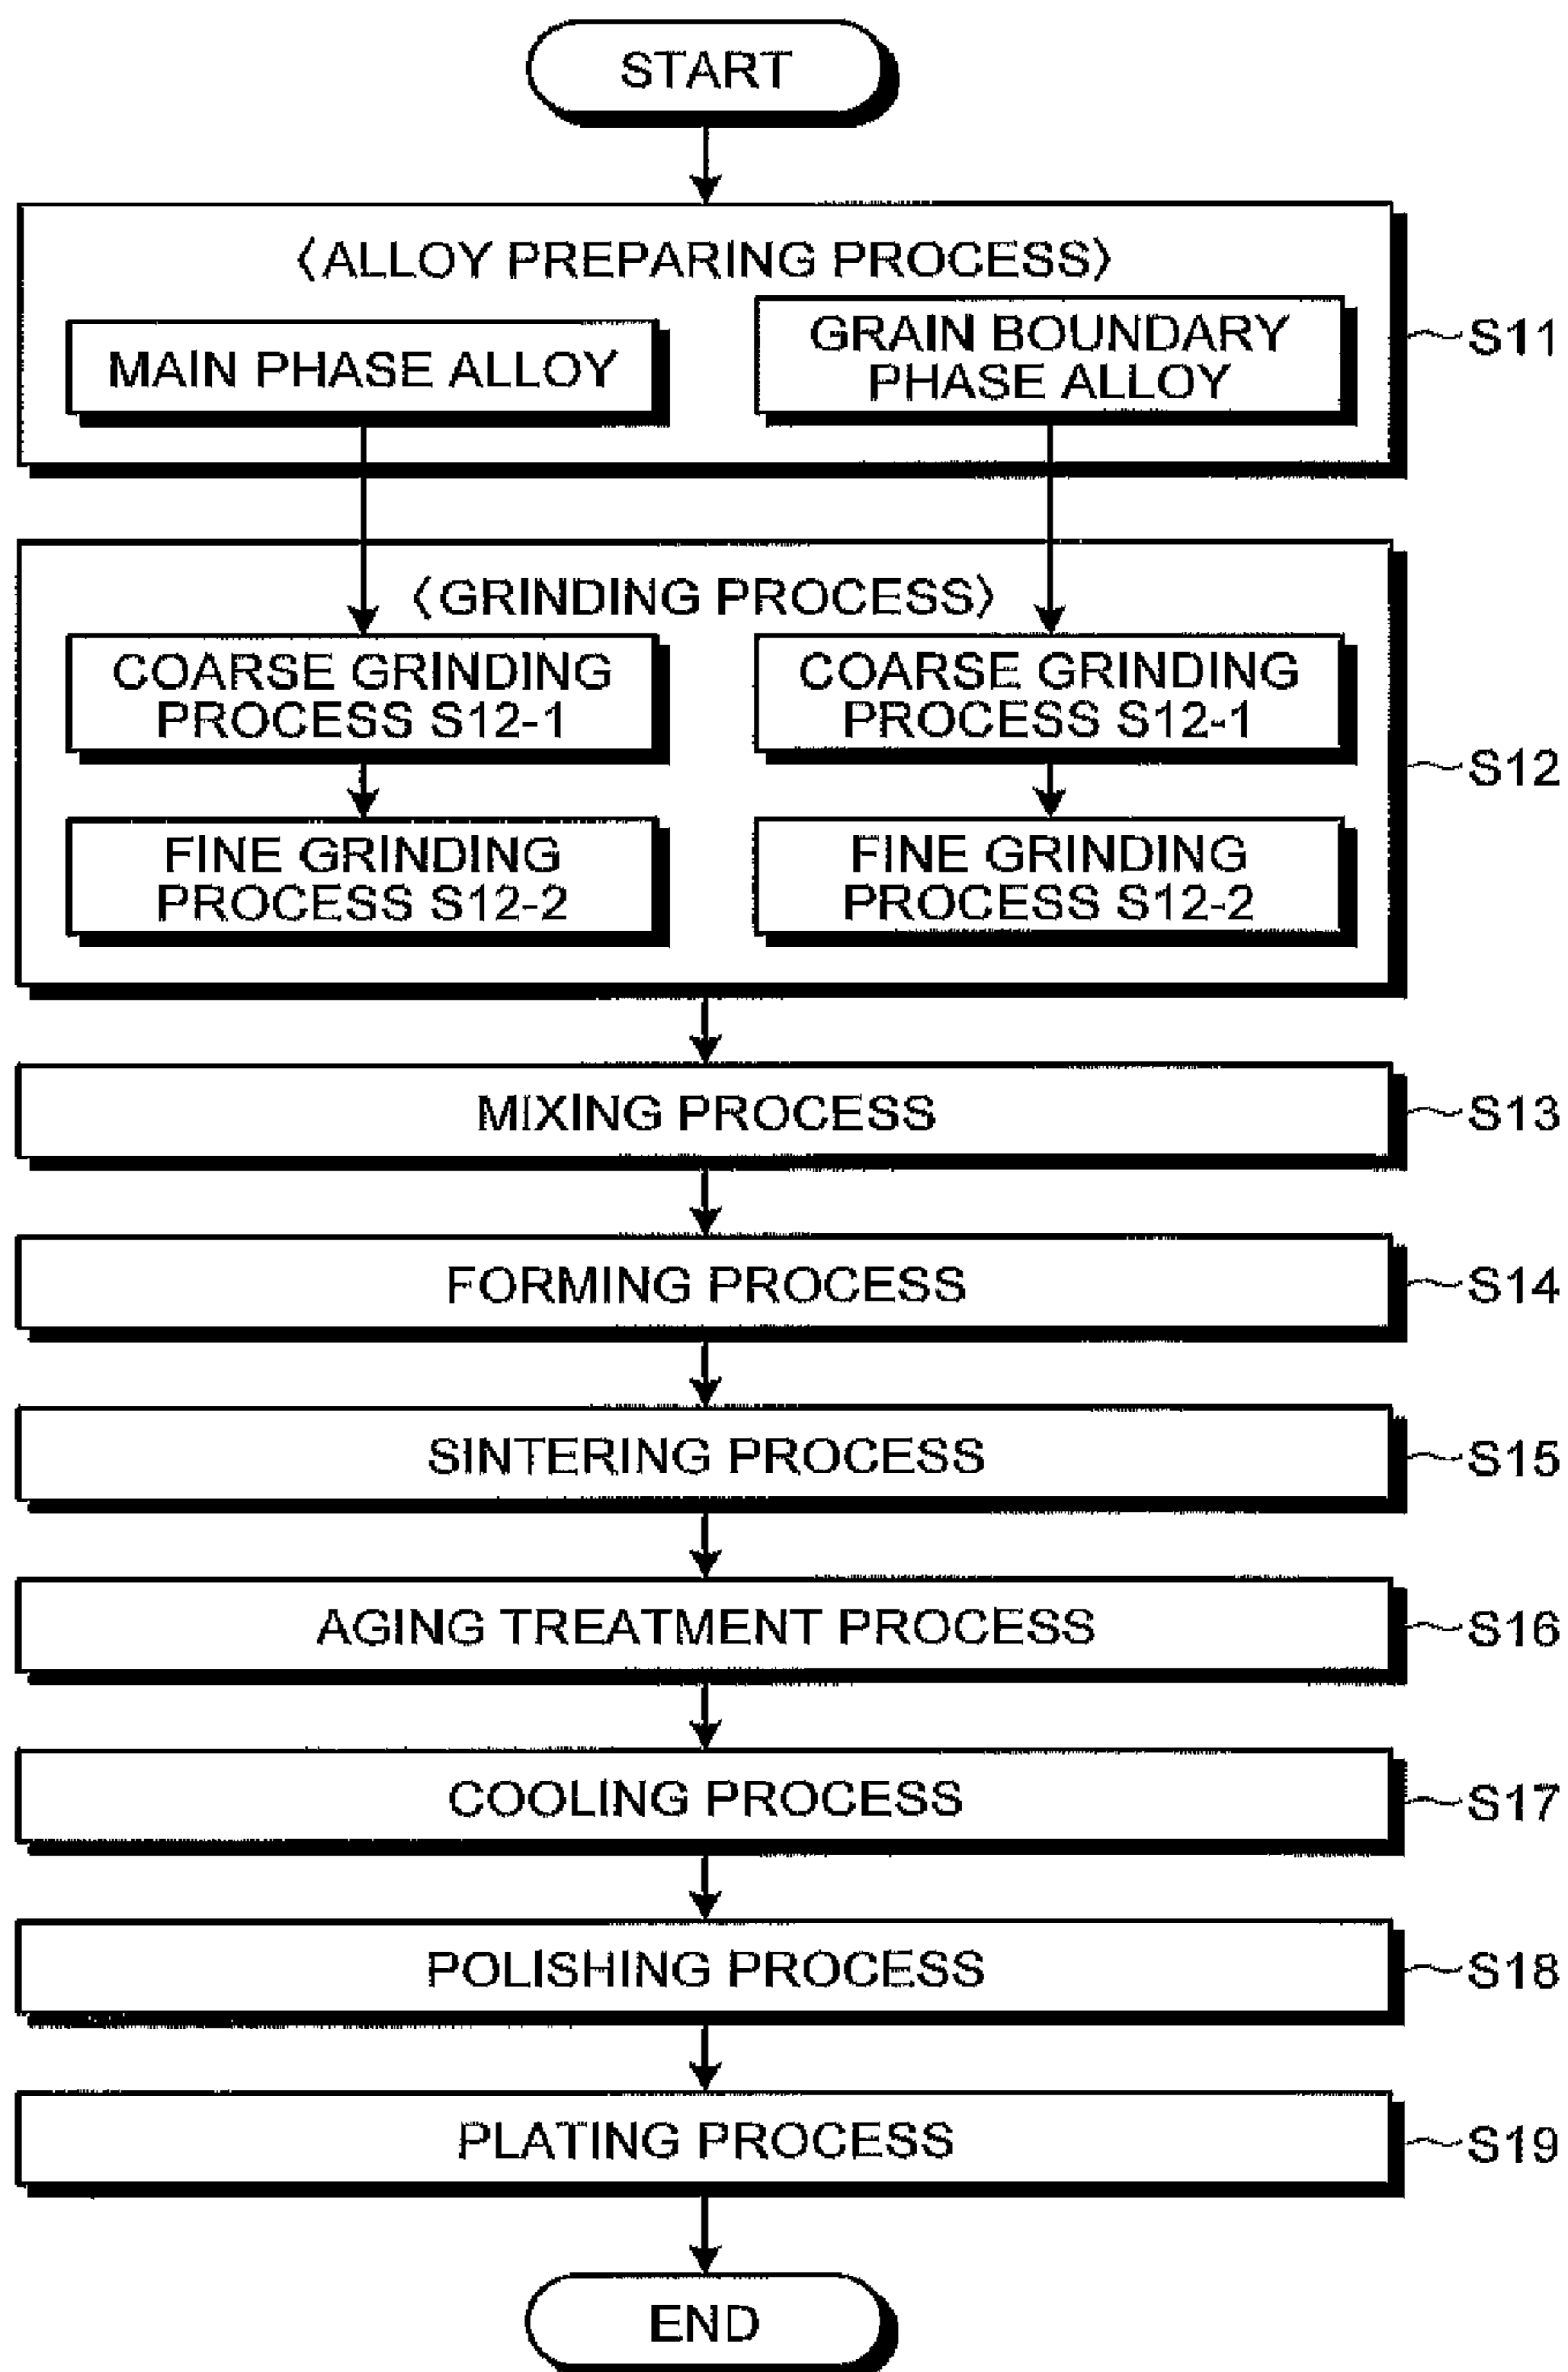 START
〈ALLOY PREPARING PROCESS〉
MAIN PHASE ALLOY
GRAIN BOUNDARY
PHASE ALLOY
S11
〈GRINDING PROCESS〉
COARSE GRINDING
PROCESS S12-1
COARSE GRINDING
PROCESS S12-1
FINE GRINDING
PROCESS S12-2
FINE GRINDING
PROCESS S12-2
S12
MIXING PROCESS
S13
FORMING PROCESS
S14
SINTERING PROCESS
S15
AGING TREATMENT PROCESS
S16
COOLING PROCESS
S17
POLISHING PROCESS
S18
PLATING PROCESS
S19
END